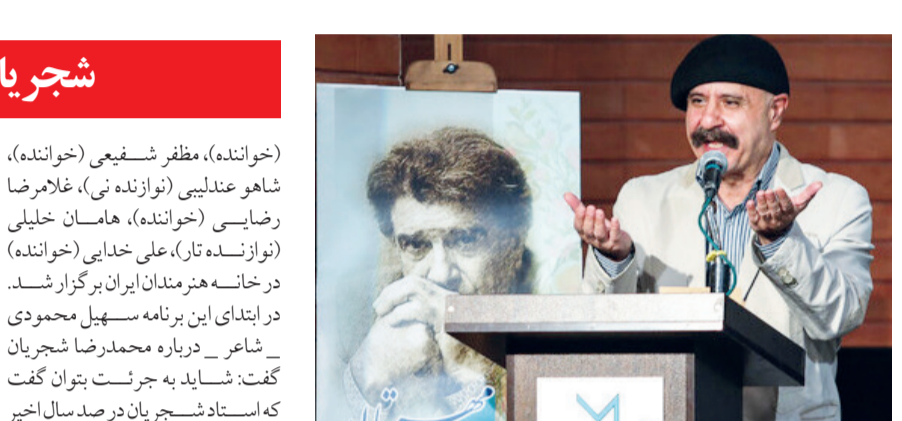 شجریا
(خواننده)، مظفر شفیعی (خواننده)،
شاهو عندلیبی (نوازنده نی)، غلامرضا
رضایی (خواننده)، هامان خلیلی
(نوازنده تار)، علی خدایی (خواننده)
در خانه هنرمندان ایران برگزار شد.
در ابتدای این برنامه سهیل محمودی
_ شاعر _ درباره محمدرضا شجریان
گفت: شاید به جرئت بتوان گفت
که استاد شجریان در صد سال اخیر